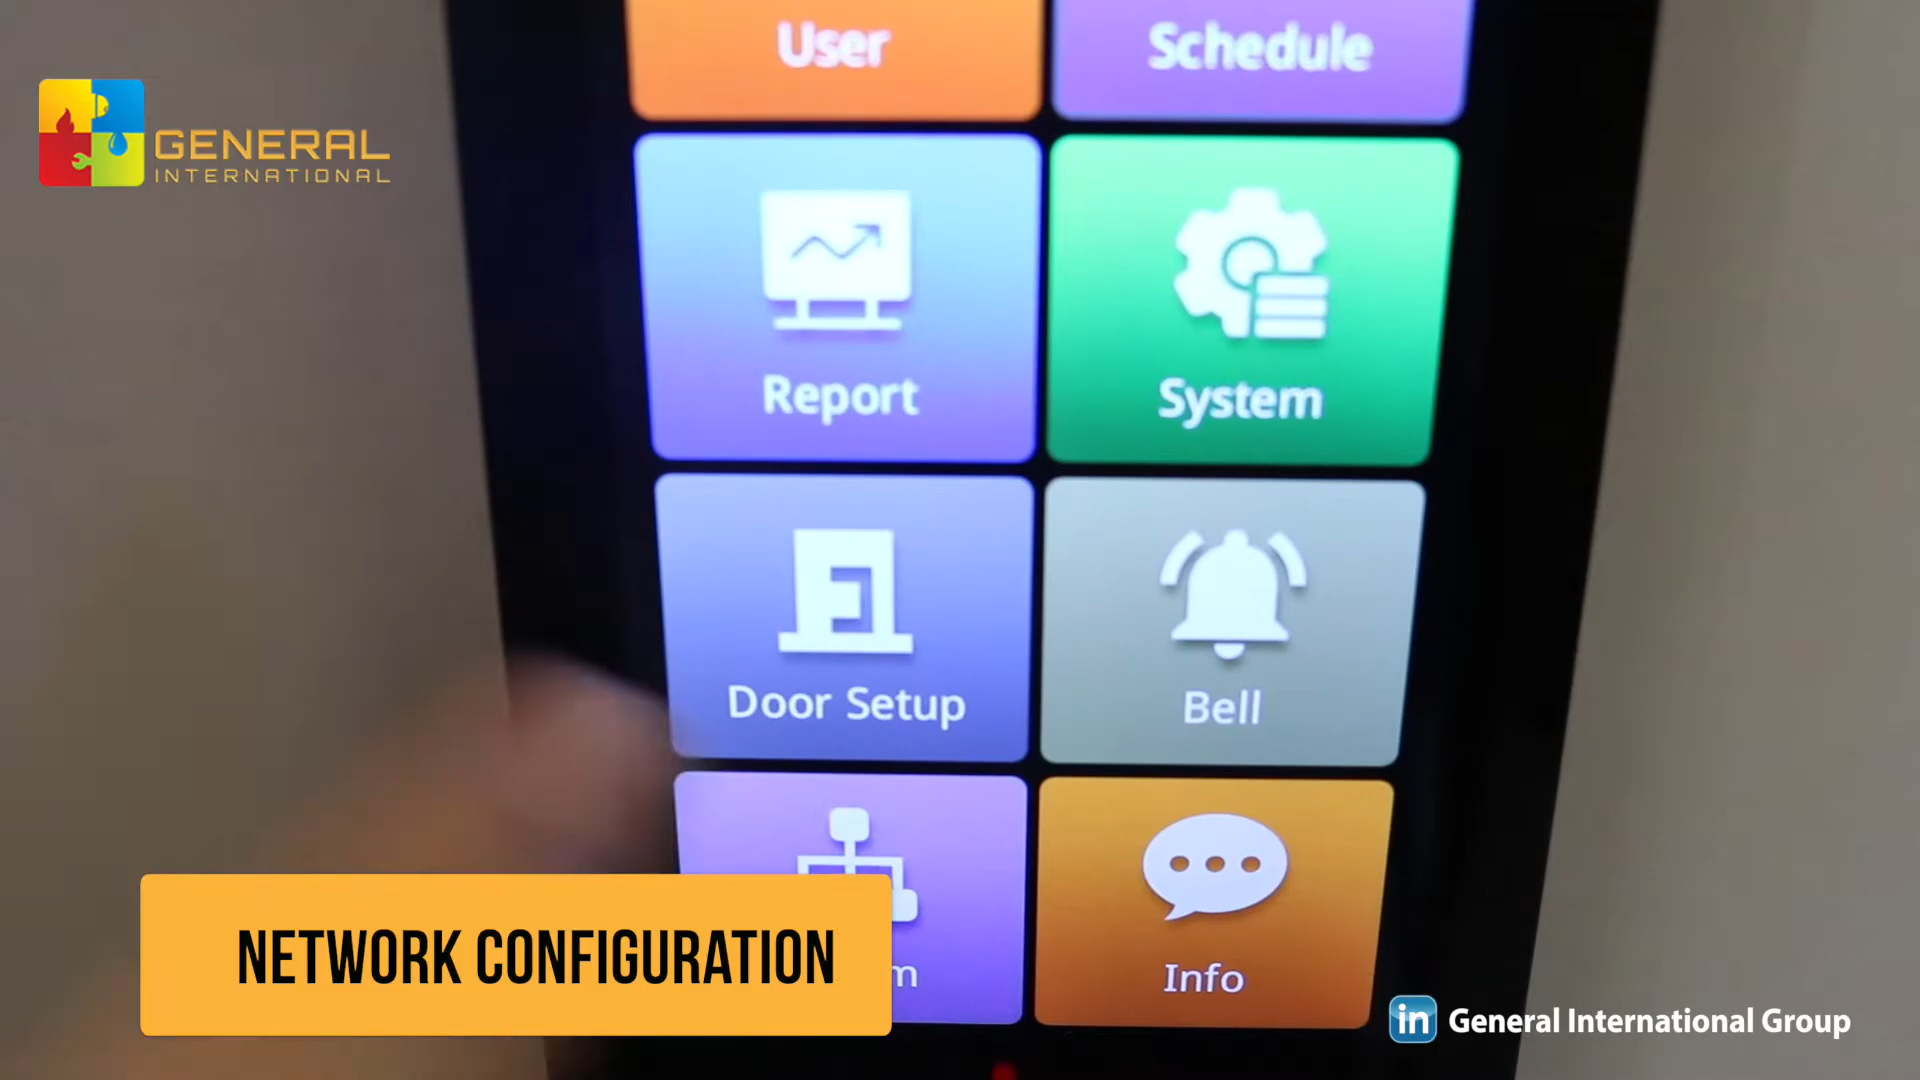 User
Schedule
GENERAL
INTERNATIONAL
Report
System
Door Setup
Bell
NETWORK CONFIGURATION
Info
in General International Group